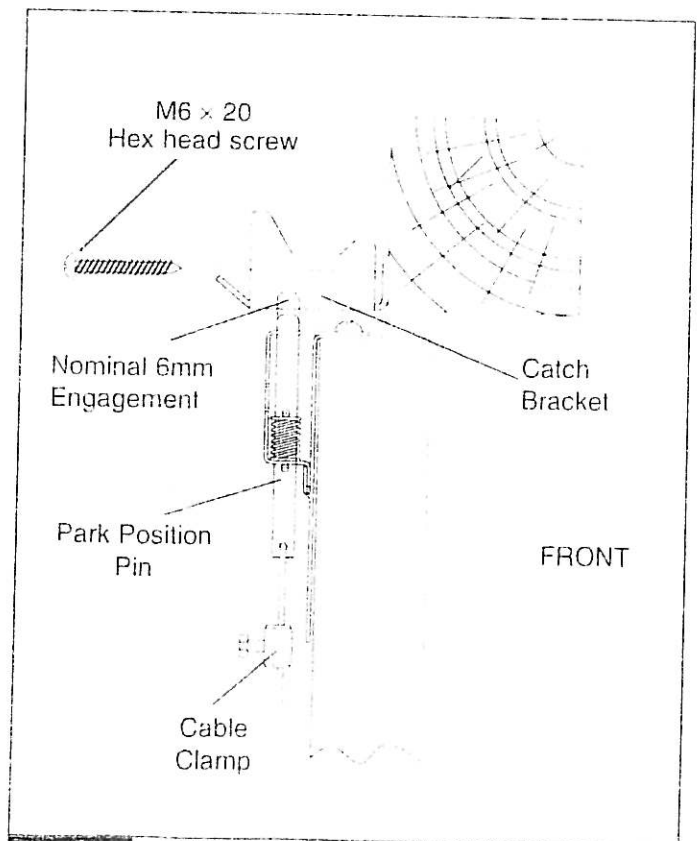 M6 × 20
Hex head screw
Nominal 6mm
Engagement
Catch
Bracket
Park Position
Pin
FRONT
Cable
Clamp